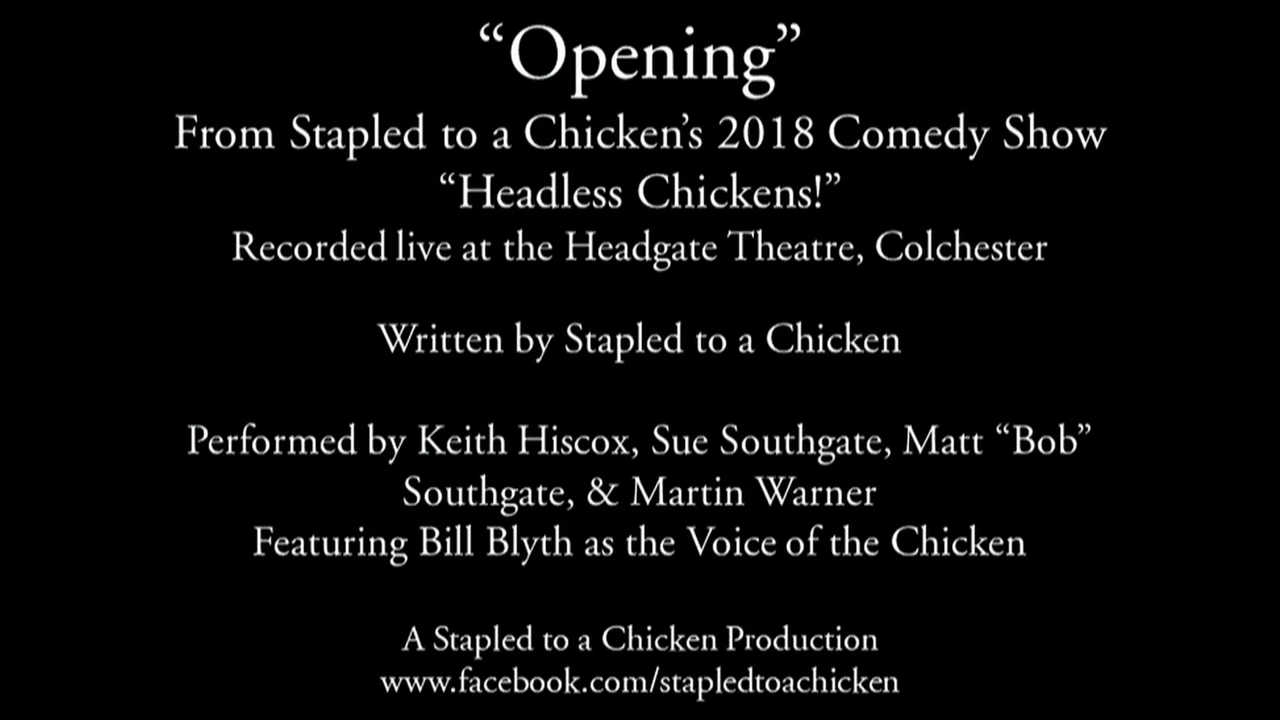 “Opening”
From Stapled to a Chicken’s 2018 Comedy Show
“Headless Chickens!”
Recorded live at the Headgate Theatre, Colchester
Written by Stapled to a Chicken
Performed by Keith Hiscox, Sue Southgate, Matt “Bob”
Southgate, & Martin Warner
Featuring Bill Blyth as the Voice of the Chicken
A Stapled to a Chicken Production
www.facebook.com/stapledtoachicken